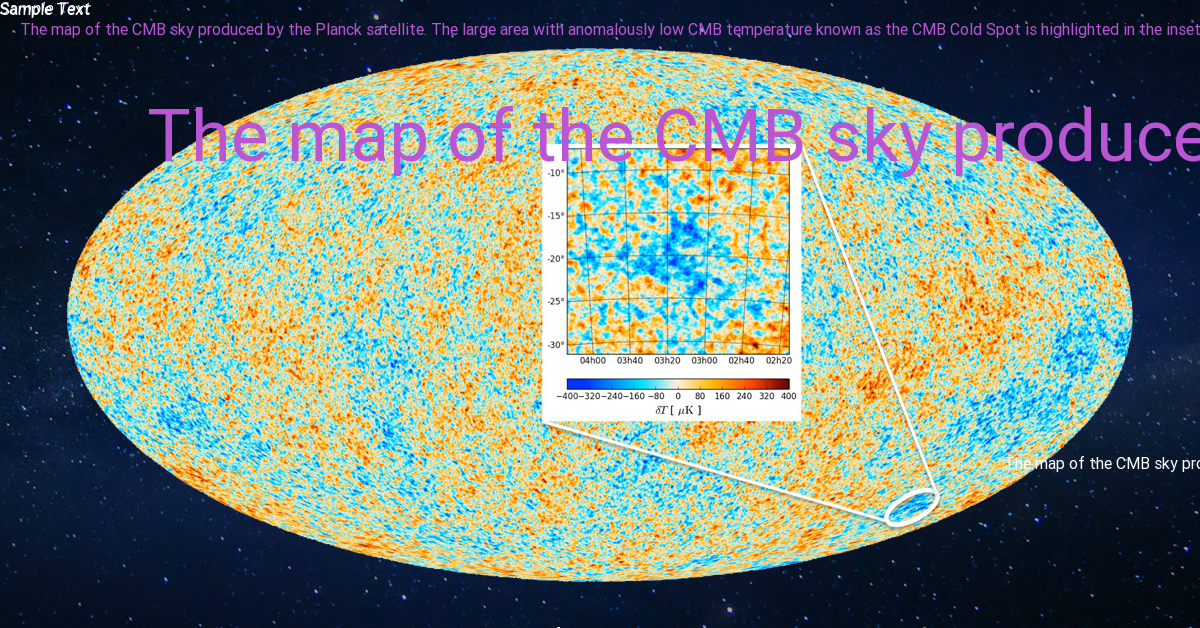 Sample Text
The map of the CMB sky produced by the Planck satellite. The large area with anomalously low CMB temperature known as the CMB Cold Spot is highlighted in the inset
The map of the CMB sky produce
-10°
-15°
-20°
-25°
-30°
04h00 03h40 03h20 03h00 02h40 02h20
−400 −320 −240 −160 −80 0 80 160 240 320 400
δT [ μK ]
The map of the CMB sky pro